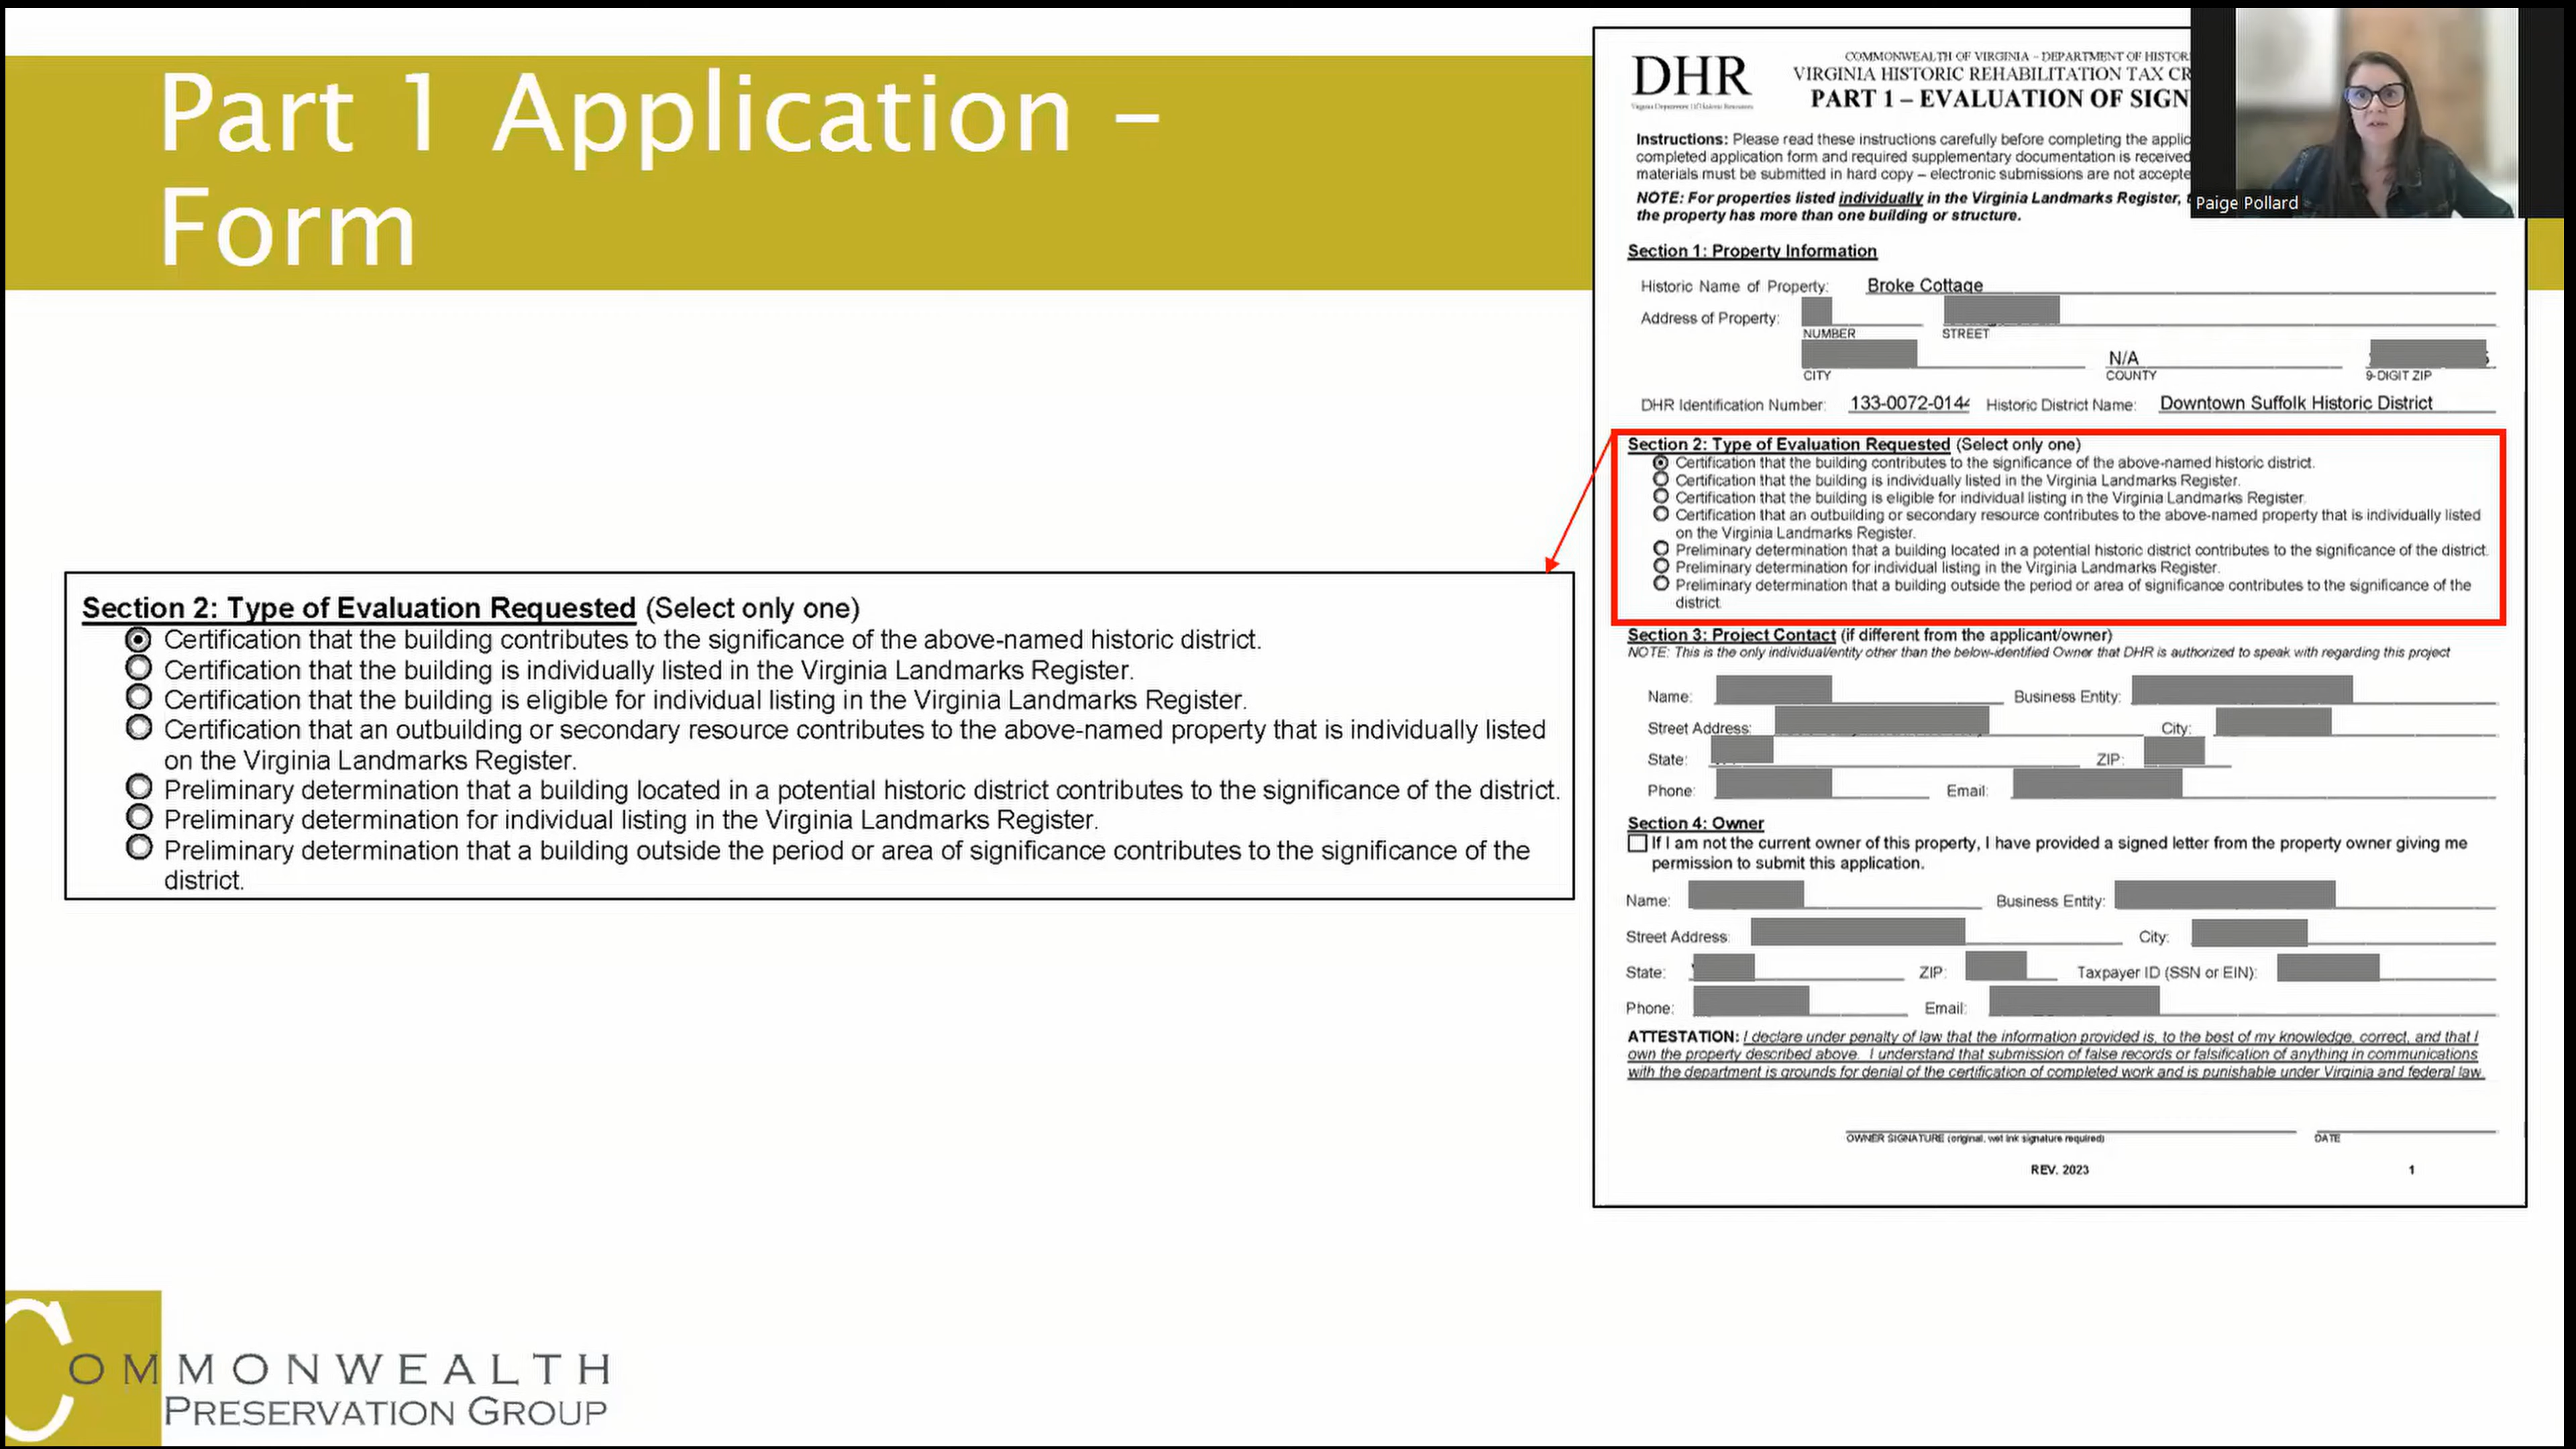 Part 1 Application –
Form
Section 2: Type of Evaluation Requested (Select only one)
Certification that the building contributes to the significance of the above-named historic district.
Certification that the building is individually listed in the Virginia Landmarks Register.
Certification that the building is eligible for individual listing in the Virginia Landmarks Register.
Certification that an outbuilding or secondary resource contributes to the above-named property that is individually listed
on the Virginia Landmarks Register.
Preliminary determination that a building located in a potential historic district contributes to the significance of the district.
Preliminary determination for individual listing in the Virginia Landmarks Register.
Preliminary determination that a building outside the period or area of significance contributes to the significance of the
district.
COMMONWEALTH
PRESERVATION GROUP
DHR
Virginia Department of Historic Resources
COMMONWEALTH OF VIRGINIA – DEPARTMENT OF HISTOR
VIRGINIA HISTORIC REHABILITATION TAX CR
PART 1 – EVALUATION OF SIGN
Instructions: Please read these instructions carefully before completing the applic
completed application form and required supplementary documentation is received
materials must be submitted in hard copy – electronic submissions are not accepte
NOTE: For properties listed individually in the Virginia Landmarks Register,
the property has more than one building or structure.
Paige Pollard
Section 1: Property Information
Historic Name of Property: Broke Cottage
Address of Property:
NUMBER STREET
N/A
CITY COUNTY 9-DIGIT ZIP
DHR Identification Number: 133-0072-014 Historic District Name: Downtown Suffolk Historic District
Section 2: Type of Evaluation Requested (Select only one)
Certification that the building contributes to the significance of the above-named historic district.
Certification that the building is individually listed in the Virginia Landmarks Register.
Certification that the building is eligible for individual listing in the Virginia Landmarks Register.
Certification that an outbuilding or secondary resource contributes to the above-named property that is individually listed
on the Virginia Landmarks Register.
Preliminary determination that a building located in a potential historic district contributes to the significance of the district.
Preliminary determination for individual listing in the Virginia Landmarks Register.
Preliminary determination that a building outside the period or area of significance contributes to the significance of the
district.
Section 3: Project Contact (if different from the applicant/owner)
NOTE: This is the only individual/entity other than the below-identified Owner that DHR is authorized to speak with regarding this project
Name: Business Entity:
Street Address: City:
State: ZIP:
Phone: Email:
Section 4: Owner
If I am not the current owner of this property, I have provided a signed letter from the property owner giving me
permission to submit this application.
Name: Business Entity:
Street Address: City:
State: ZIP: Taxpayer ID (SSN or EIN):
Phone: Email:
ATTESTATION: I declare under penalty of law that the information provided is, to the best of my knowledge, correct, and that I
own the property described above. I understand that submission of false records or falsification of anything in communications
with the department is grounds for denial of the certification of completed work and is punishable under Virginia and federal law.
OWNER SIGNATURE (original, wet ink signature required) DATE
REV. 2023 1